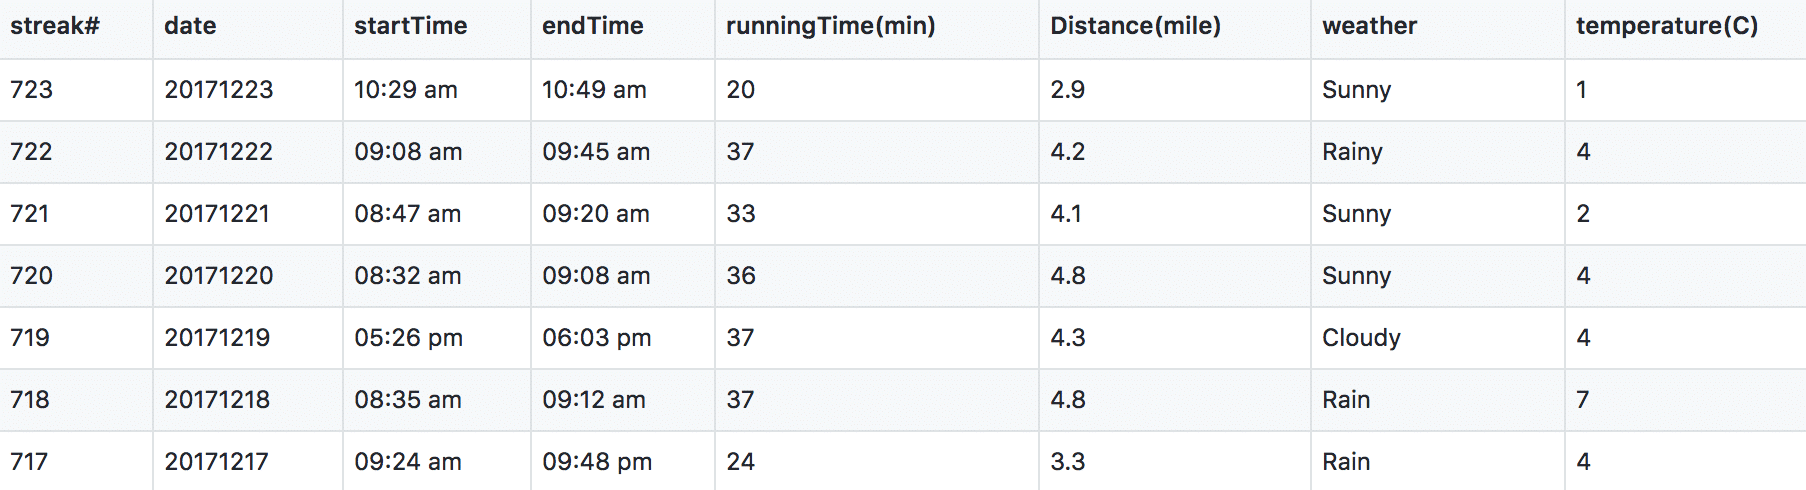 streak# date startTime endTime runningTime(min) Distance(mile) weather temperature(C)
723 20171223 10:29 am 10:49 am 20 2.9 Sunny 1
722 20171222 09:08 am 09:45 am 37 4.2 Rainy 4
721 20171221 08:47 am 09:20 am 33 4.1 Sunny 2
720 20171220 08:32 am 09:08 am 36 4.8 Sunny 4
719 20171219 05:26 pm 06:03 pm 37 4.3 Cloudy 4
718 20171218 08:35 am 09:12 am 37 4.8 Rain 7
717 20171217 09:24 am 09:48 pm 24 3.3 Rain 4